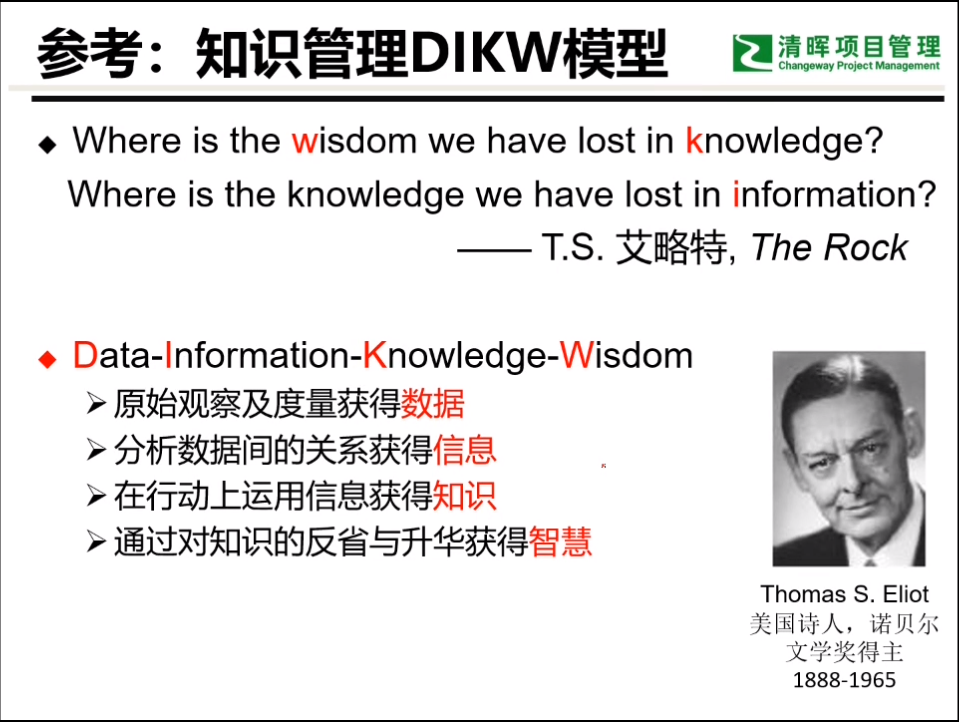 参考：知识管理DIKW模型
清晖项目管理
Changeway Project Management
Where is the wisdom we have lost in knowledge?
Where is the knowledge we have lost in information?
—— T.S. 艾略特, The Rock
Data-Information-Knowledge-Wisdom
原始观察及度量获得数据
分析数据间的关系获得信息
在行动上运用信息获得知识
通过对知识的反省与升华获得智慧
Thomas S. Eliot
美国诗人，诺贝尔
文学奖得主
1888-1965